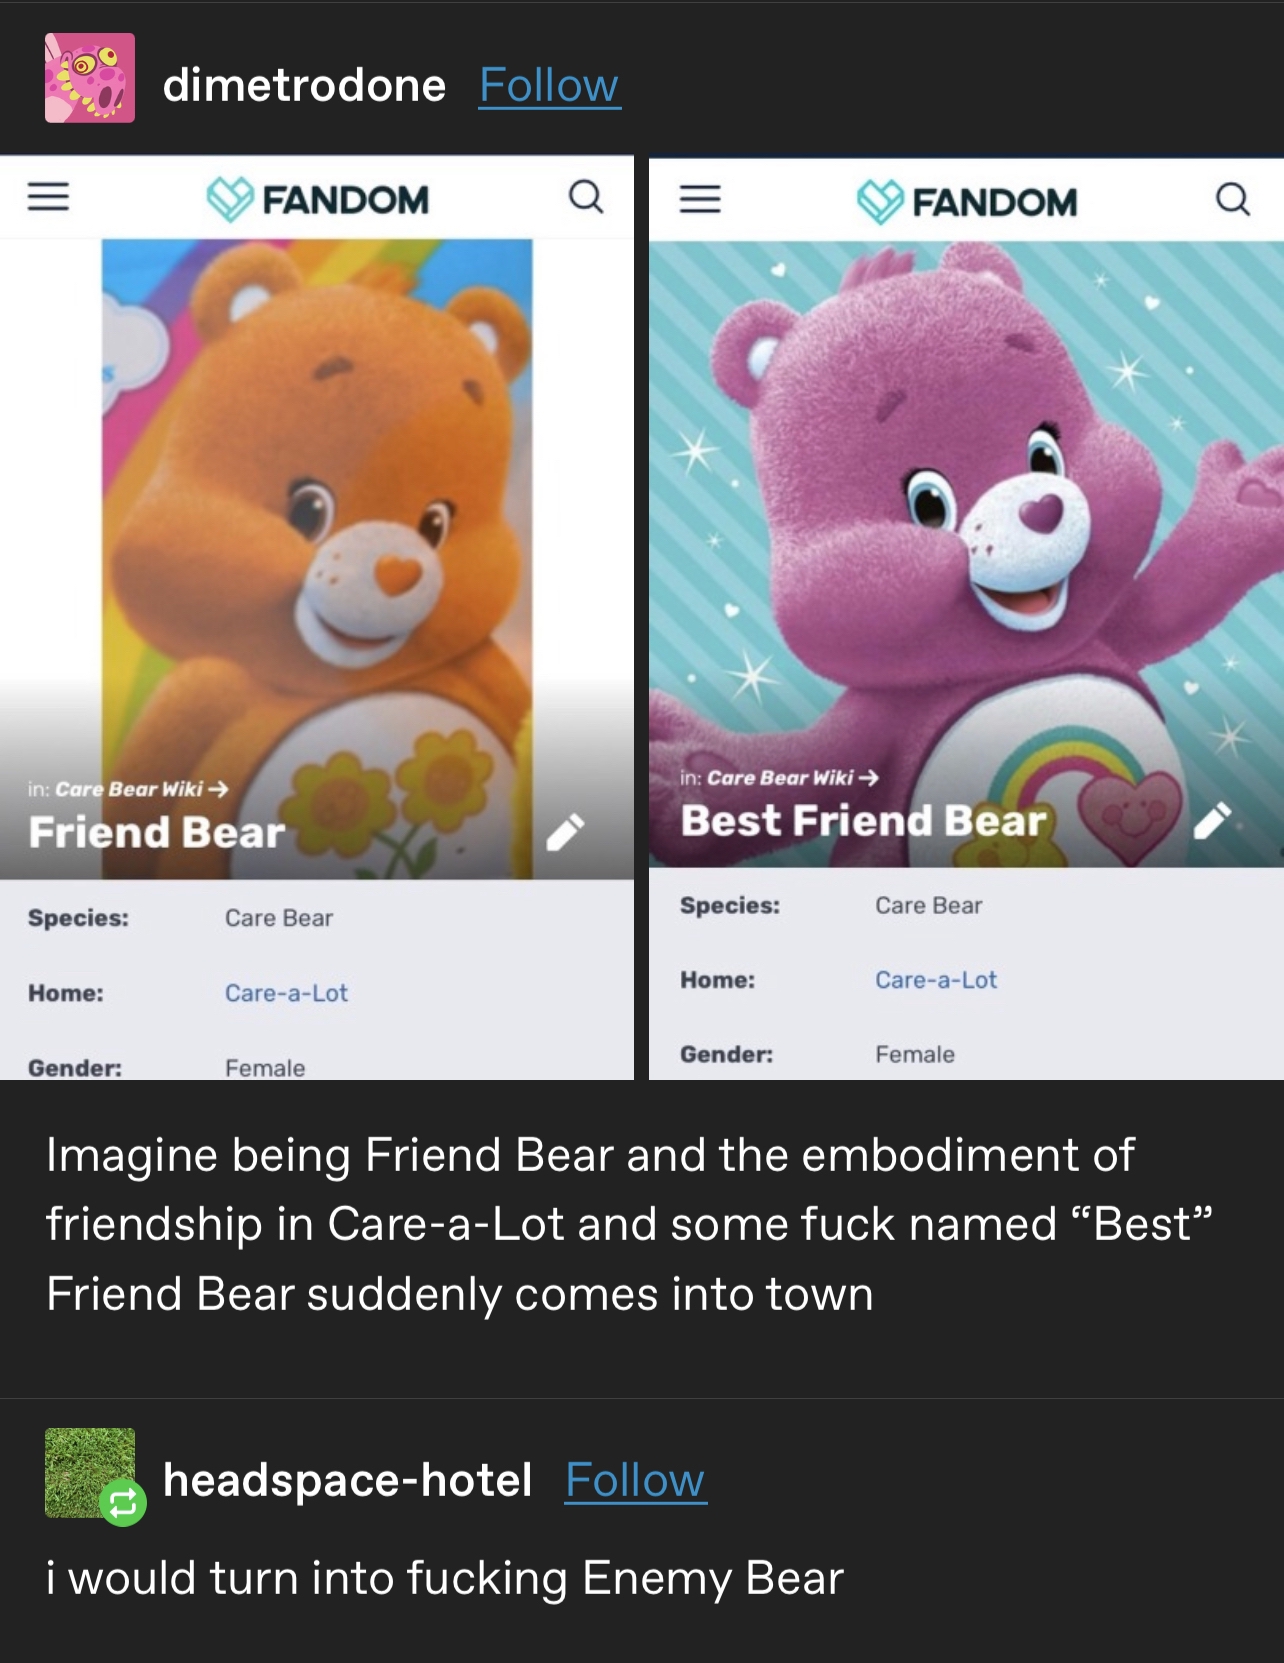 dimetrodone Follow
FANDOM
in: Care Bear Wiki →
Friend Bear
Species: Care Bear
Home: Care-a-Lot
Gender: Female
FANDOM
in: Care Bear Wiki →
Best Friend Bear
Species: Care Bear
Home: Care-a-Lot
Gender: Female
Imagine being Friend Bear and the embodiment of
friendship in Care-a-Lot and some fuck named “Best”
Friend Bear suddenly comes into town
headspace-hotel Follow
i would turn into fucking Enemy Bear